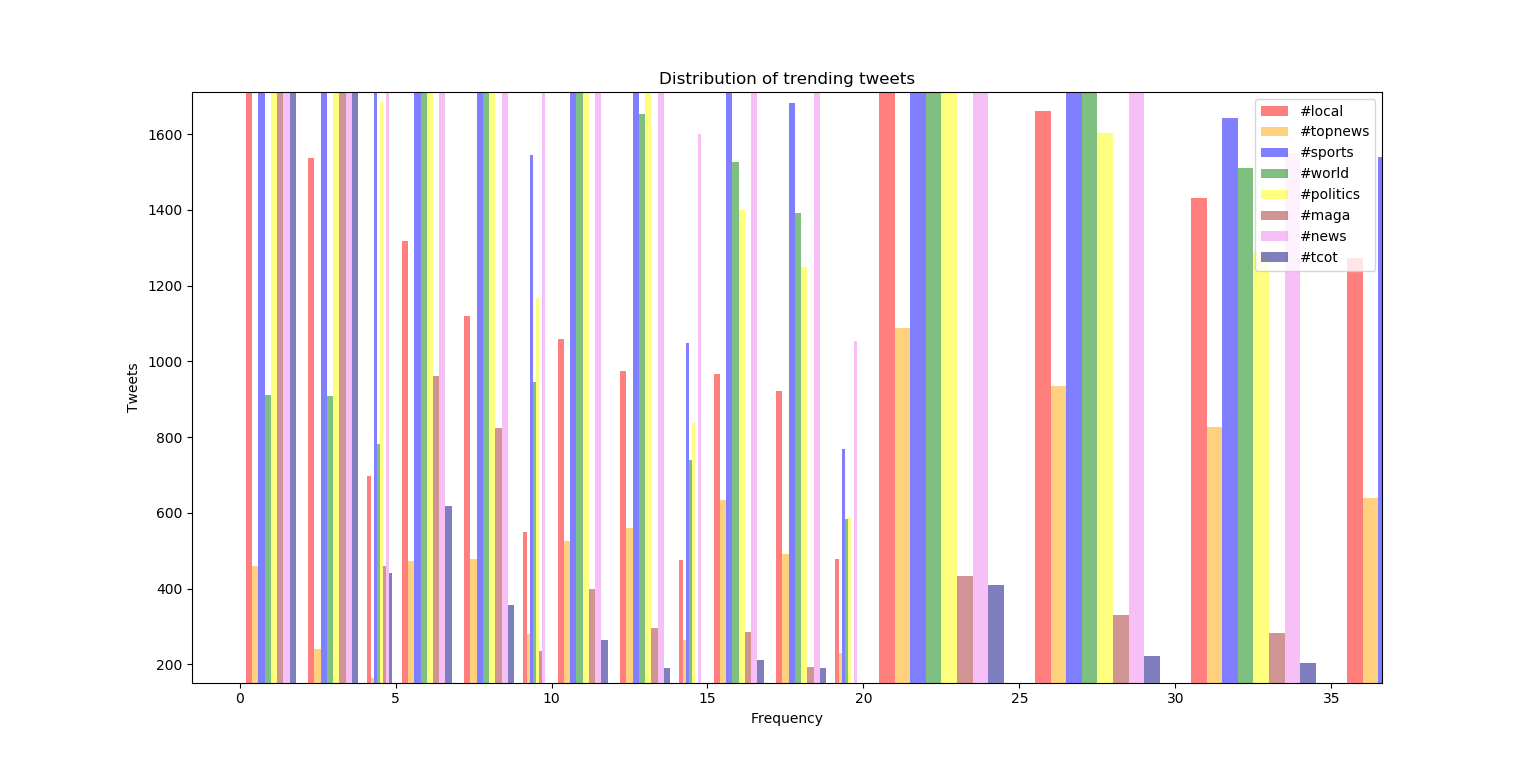 Distribution of trending tweets
1600
1400
1200
1000
800
600
400
200
Tweets
0 5 10 15 20 25 30 35
Frequency
#local
#topnews
#sports
#world
#politics
#maga
#news
#tcot